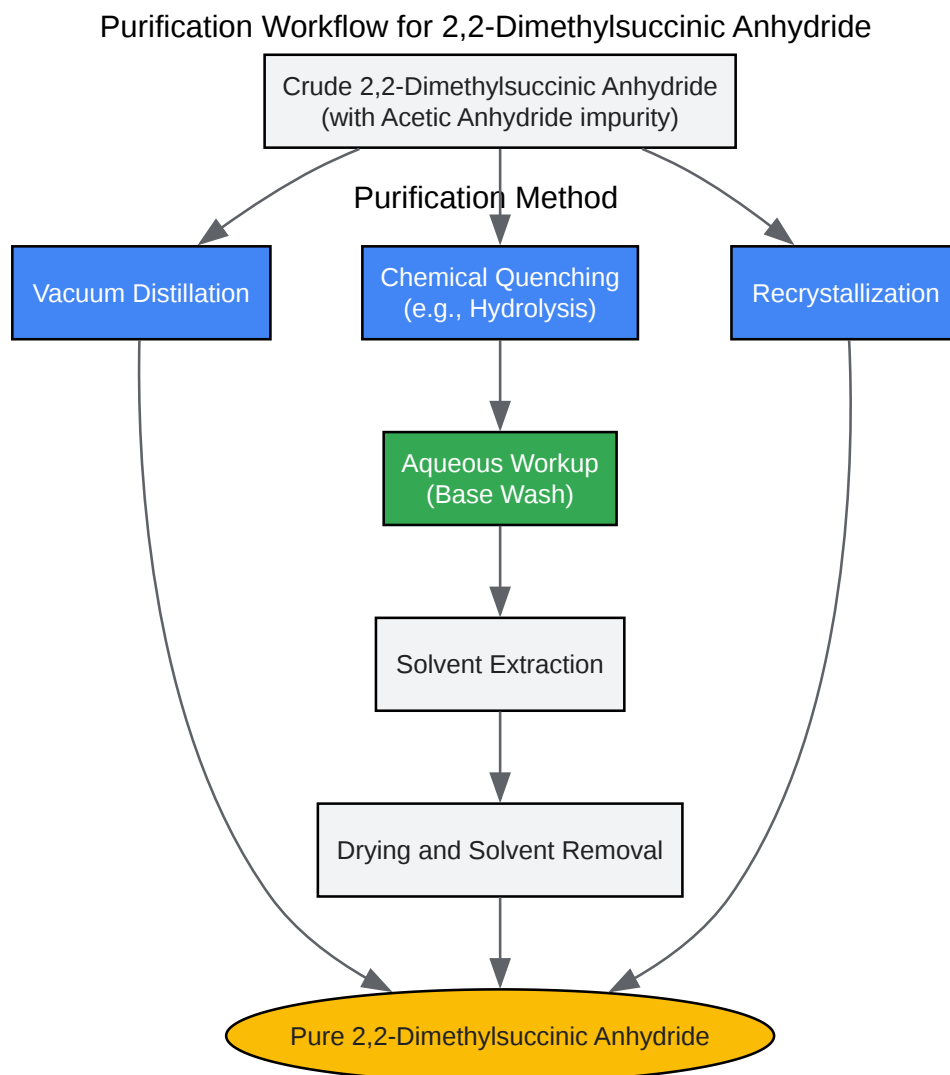 Purification Workflow for 2,2-Dimethylsuccinic Anhydride
Crude 2,2-Dimethylsuccinic Anhydride
(with Acetic Anhydride impurity)
Purification Method
Vacuum Distillation
Chemical Quenching
(e.g., Hydrolysis)
Recrystallization
Aqueous Workup
(Base Wash)
Solvent Extraction
Drying and Solvent Removal
Pure 2,2-Dimethylsuccinic Anhydride